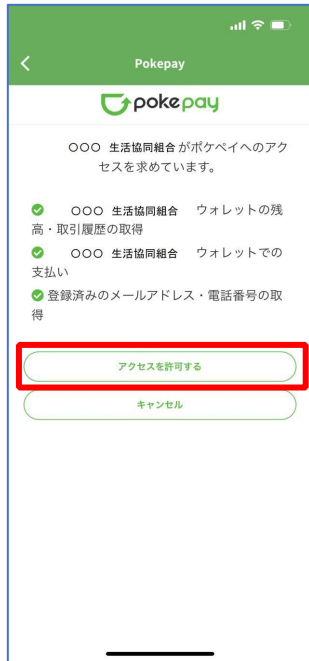 Pokepay
pokepay
○○○ 生活協同組合がポケペイへのアク
セスを求めています。
○○○ 生活協同組合 ウォレットの残
高・取引履歴の取得
○○○ 生活協同組合 ウォレットでの
支払い
登録済みのメールアドレス・電話番号の取
得
アクセスを許可する
キャンセル